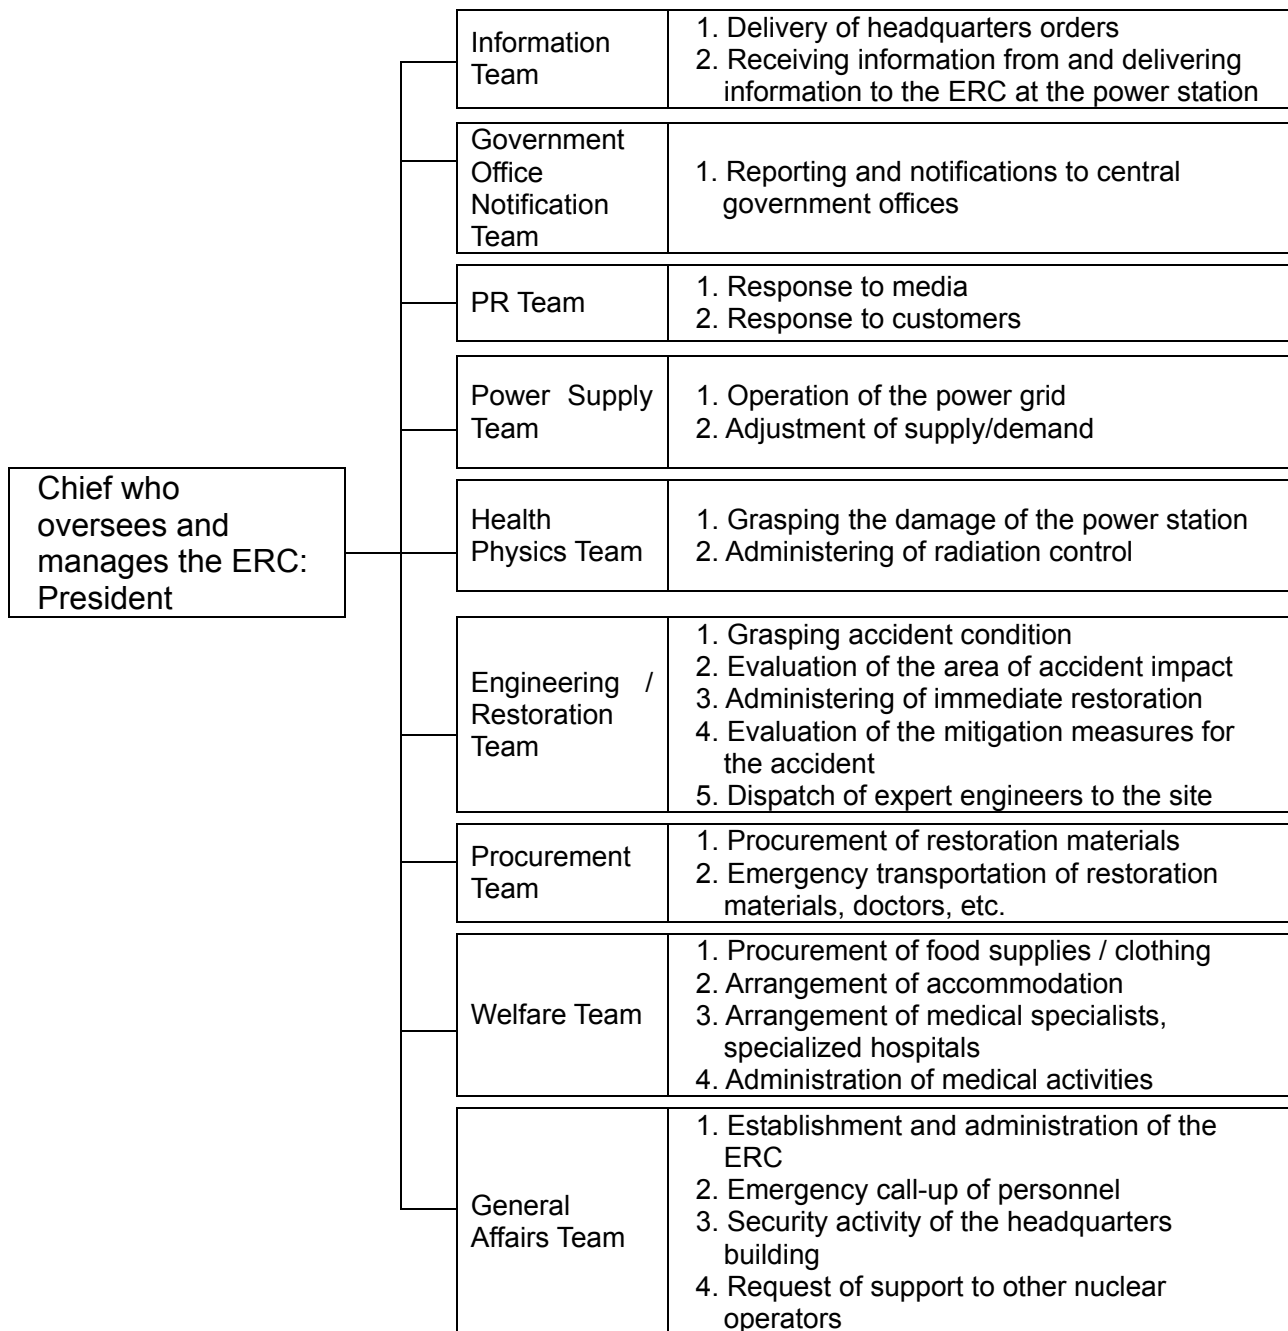 Chief who
oversees and
manages the ERC:
President
Information
Team
1. Delivery of headquarters orders
2. Receiving information from and delivering
information to the ERC at the power station
Government
Office
Notification
Team
1. Reporting and notifications to central
government offices
PR Team
1. Response to media
2. Response to customers
Power Supply
Team
1. Operation of the power grid
2. Adjustment of supply/demand
Health
Physics Team
1. Grasping the damage of the power station
2. Administering of radiation control
Engineering /
Restoration
Team
1. Grasping accident condition
2. Evaluation of the area of accident impact
3. Administering of immediate restoration
4. Evaluation of the mitigation measures for
the accident
5. Dispatch of expert engineers to the site
Procurement
Team
1. Procurement of restoration materials
2. Emergency transportation of restoration
materials, doctors, etc.
Welfare Team
1. Procurement of food supplies / clothing
2. Arrangement of accommodation
3. Arrangement of medical specialists,
specialized hospitals
4. Administration of medical activities
General
Affairs Team
1. Establishment and administration of the
ERC
2. Emergency call-up of personnel
3. Security activity of the headquarters
building
4. Request of support to other nuclear
operators